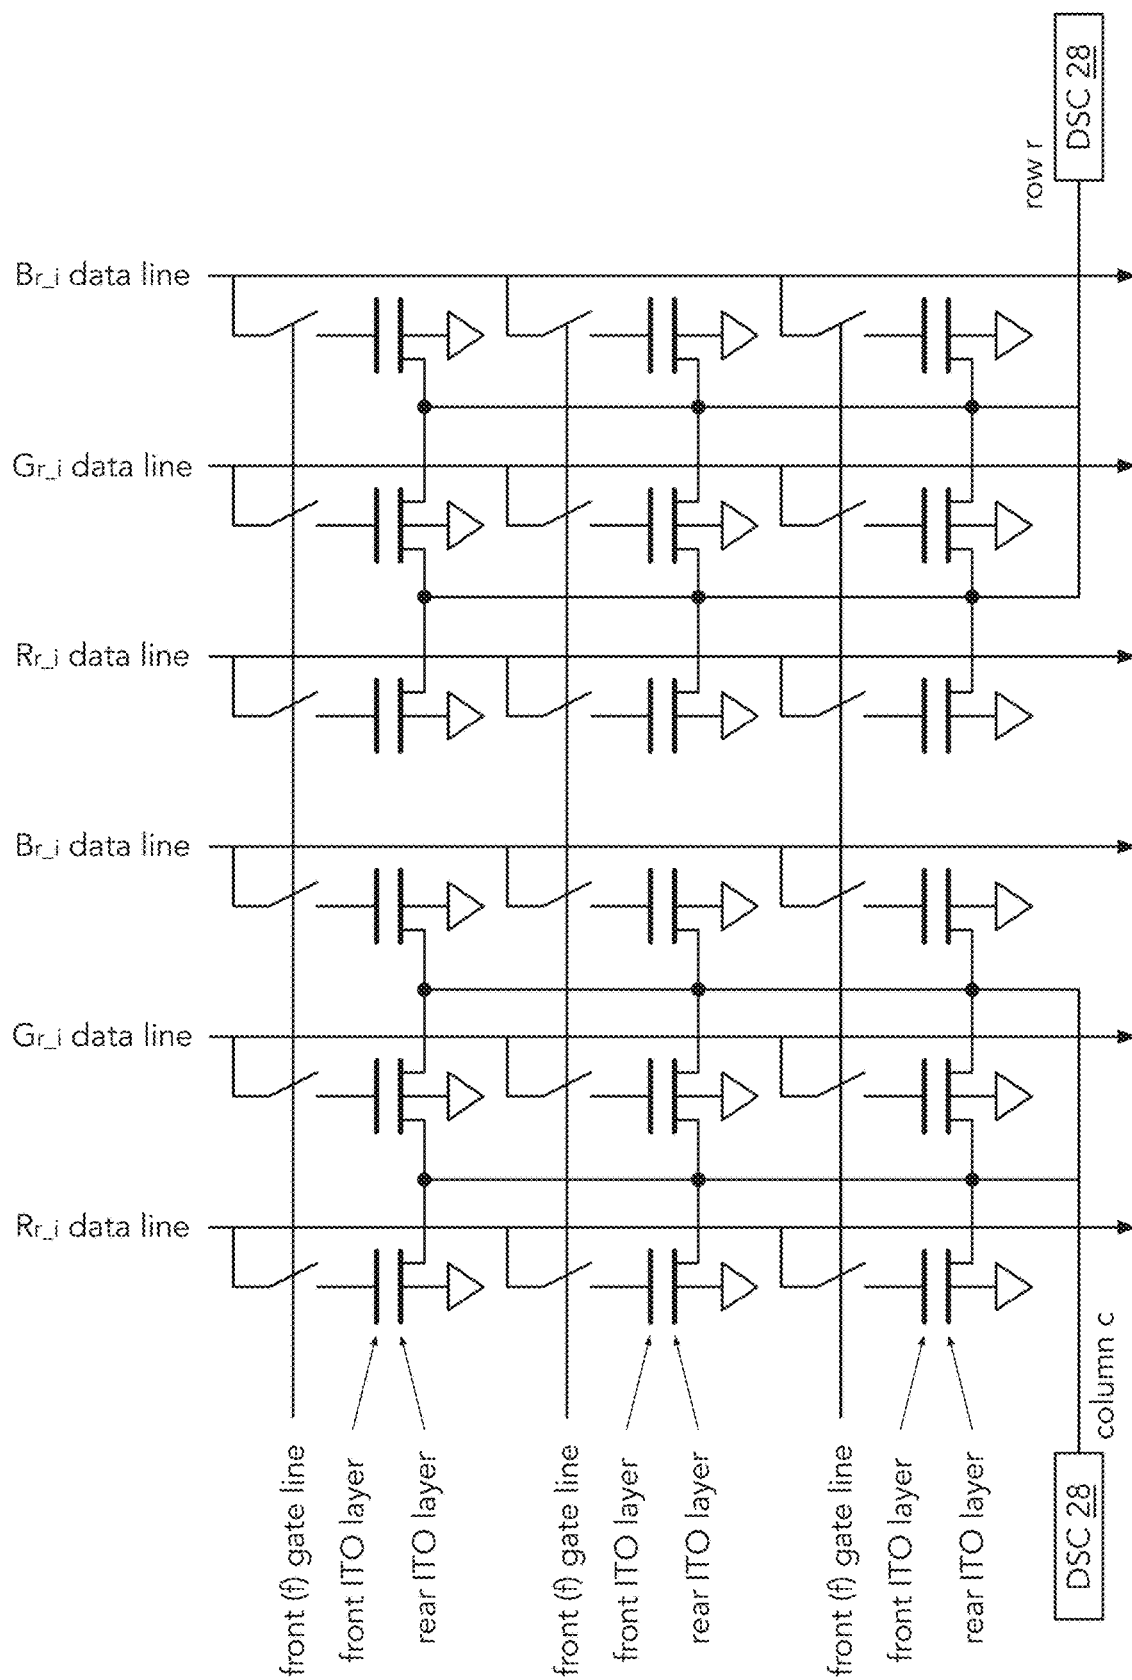 DSC 28
row r
Br_i data line
Gr_i data line
Rr_i data line
Br_i data line
Gr_i data line
Rr_i data line
front (f) gate line
front ITO layer
rear ITO layer
front (f) gate line
front ITO layer
rear ITO layer
front (f) gate line
front ITO layer
rear ITO layer
column c
DSC 28